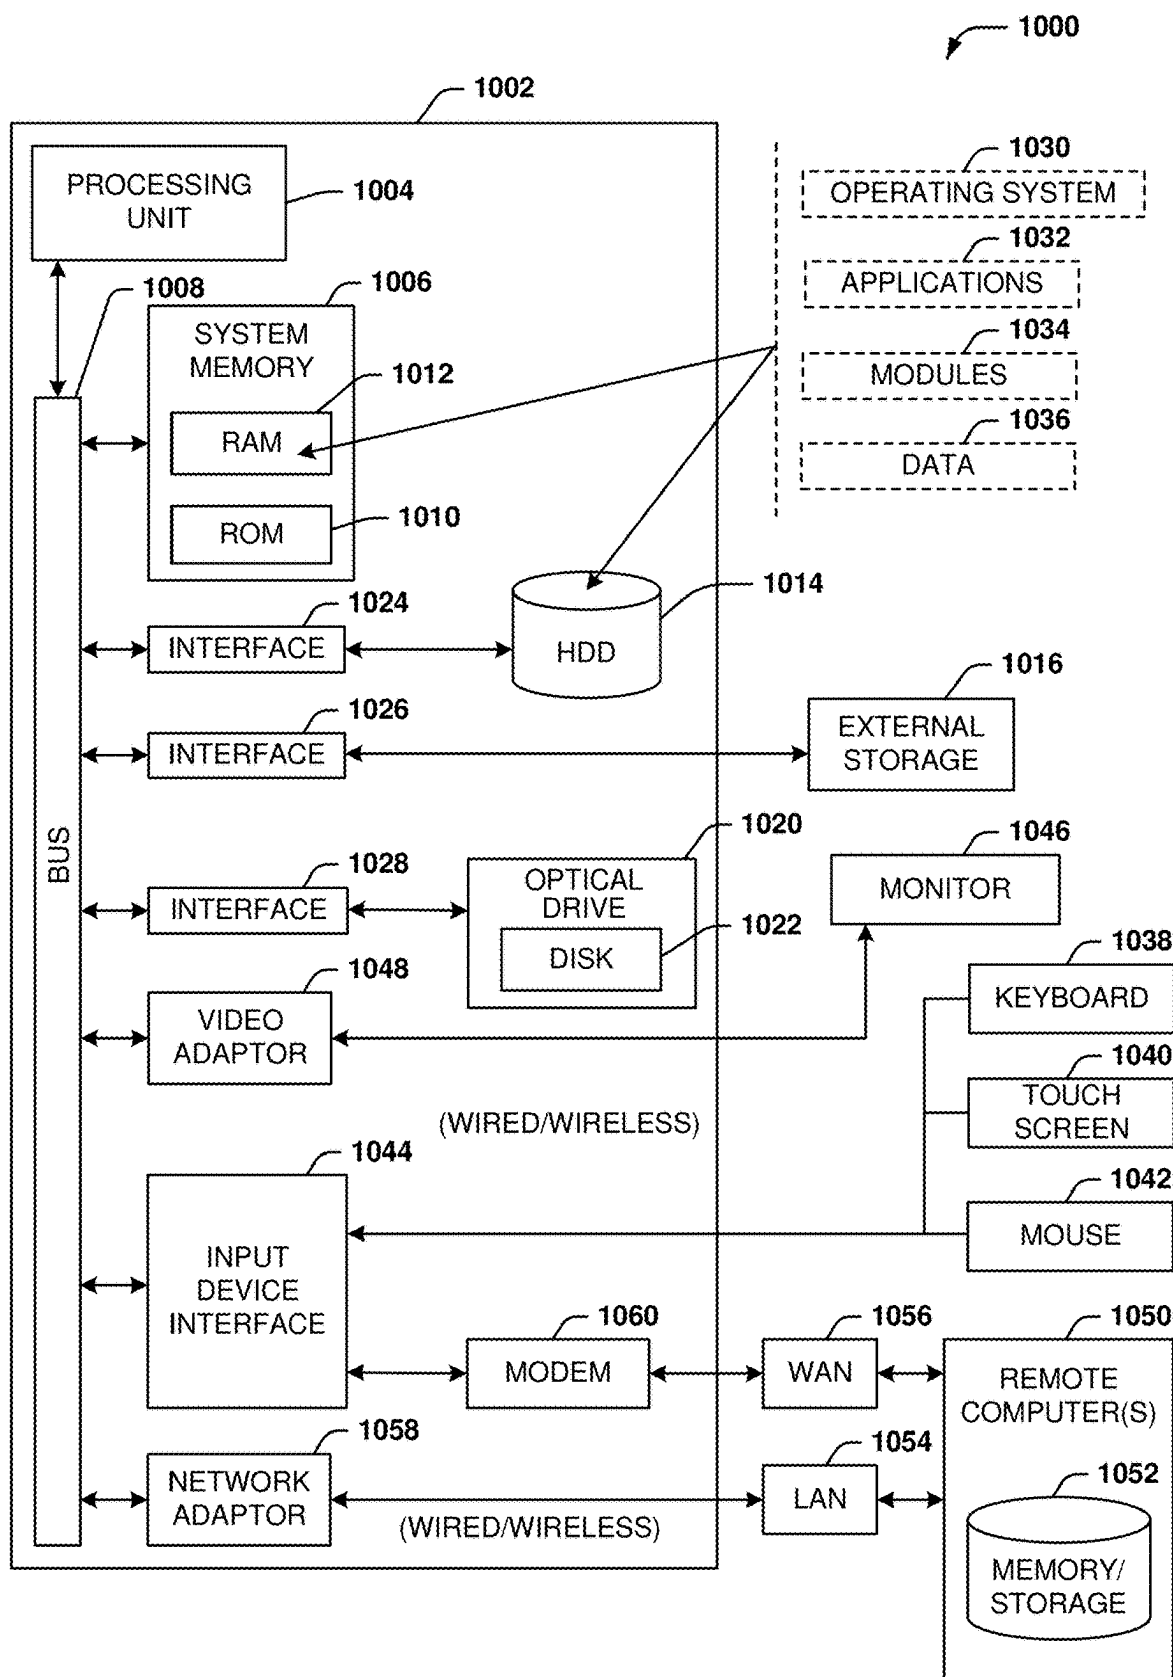 1000
1002
PROCESSING
UNIT
1004
1030
OPERATING SYSTEM
1032
APPLICATIONS
1034
MODULES
1036
DATA
1008
1006
SYSTEM
MEMORY
1012
RAM
1010
ROM
1024
INTERFACE
1014
HDD
1026
INTERFACE
1016
EXTERNAL
STORAGE
BUS
1028
INTERFACE
1020
OPTICAL
DRIVE
1022
DISK
1046
MONITOR
1048
VIDEO
ADAPTOR
1038
KEYBOARD
1040
TOUCH
SCREEN
(WIRED/WIRELESS)
1044
INPUT
DEVICE
INTERFACE
1042
MOUSE
1060
MODEM
1056
WAN
1050
REMOTE
COMPUTER(S)
1058
NETWORK
ADAPTOR
(WIRED/WIRELESS)
1054
LAN
1052
MEMORY/
STORAGE